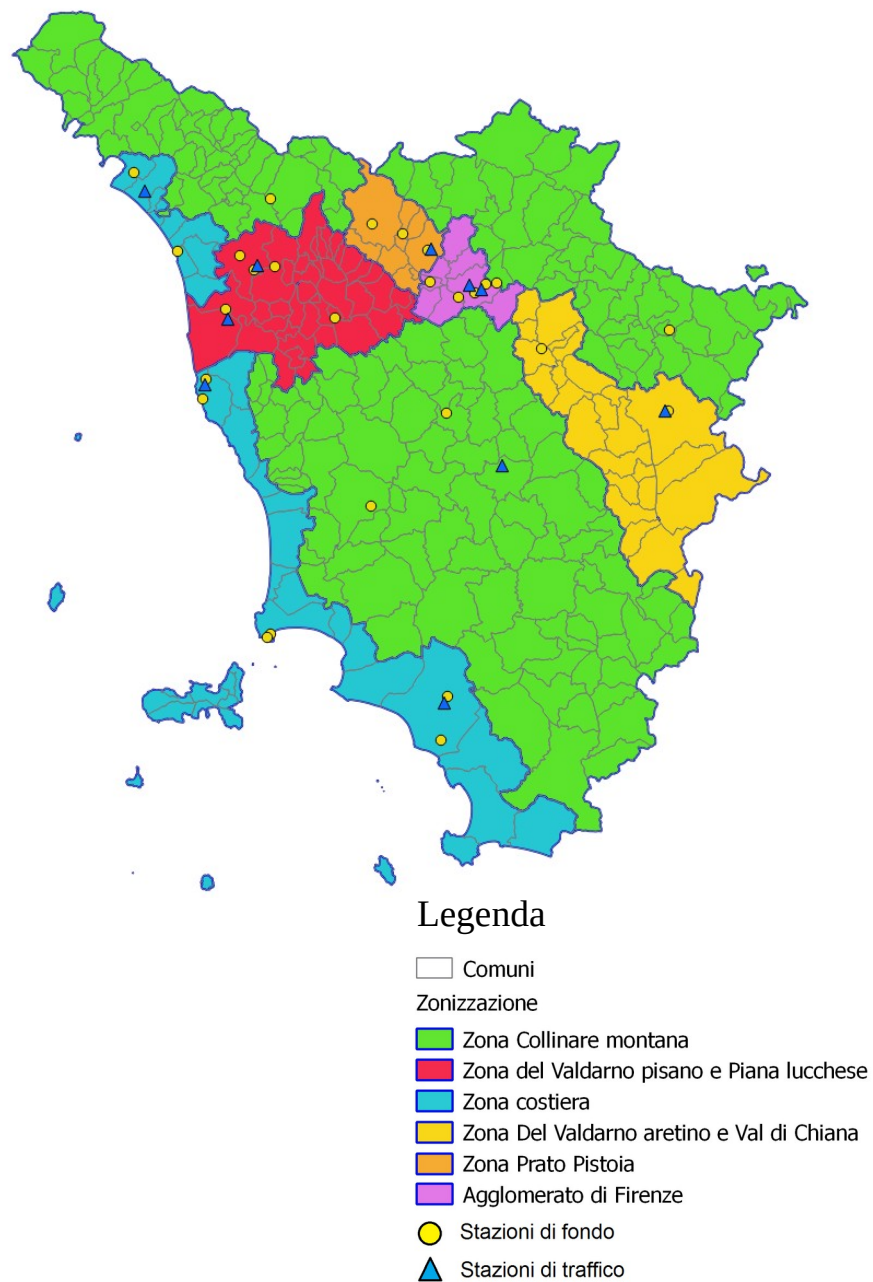 Legenda
Comuni
Zonizzazione
Zona Collinare montana
Zona del Valdarno pisano e Piana lucchese
Zona costiera
Zona Del Valdarno aretino e Val di Chiana
Zona Prato Pistoia
Agglomerato di Firenze
Stazioni di fondo
Stazioni di traffico